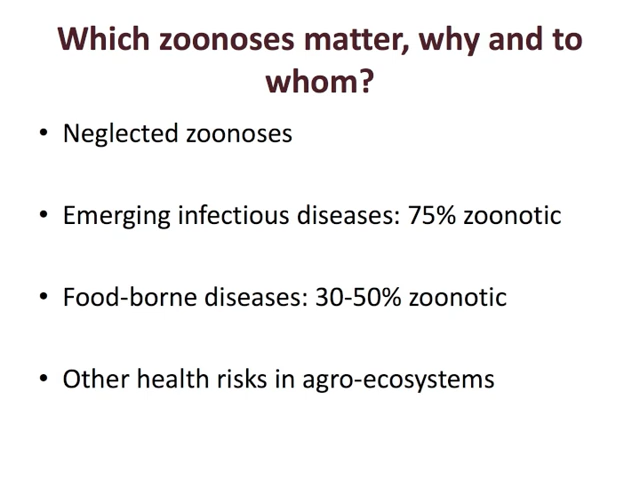 Which zoonoses matter, why and to
whom?
• Neglected zoonoses
• Emerging infectious diseases: 75% zoonotic
• Food-borne diseases: 30-50% zoonotic
• Other health risks in agro-ecosystems